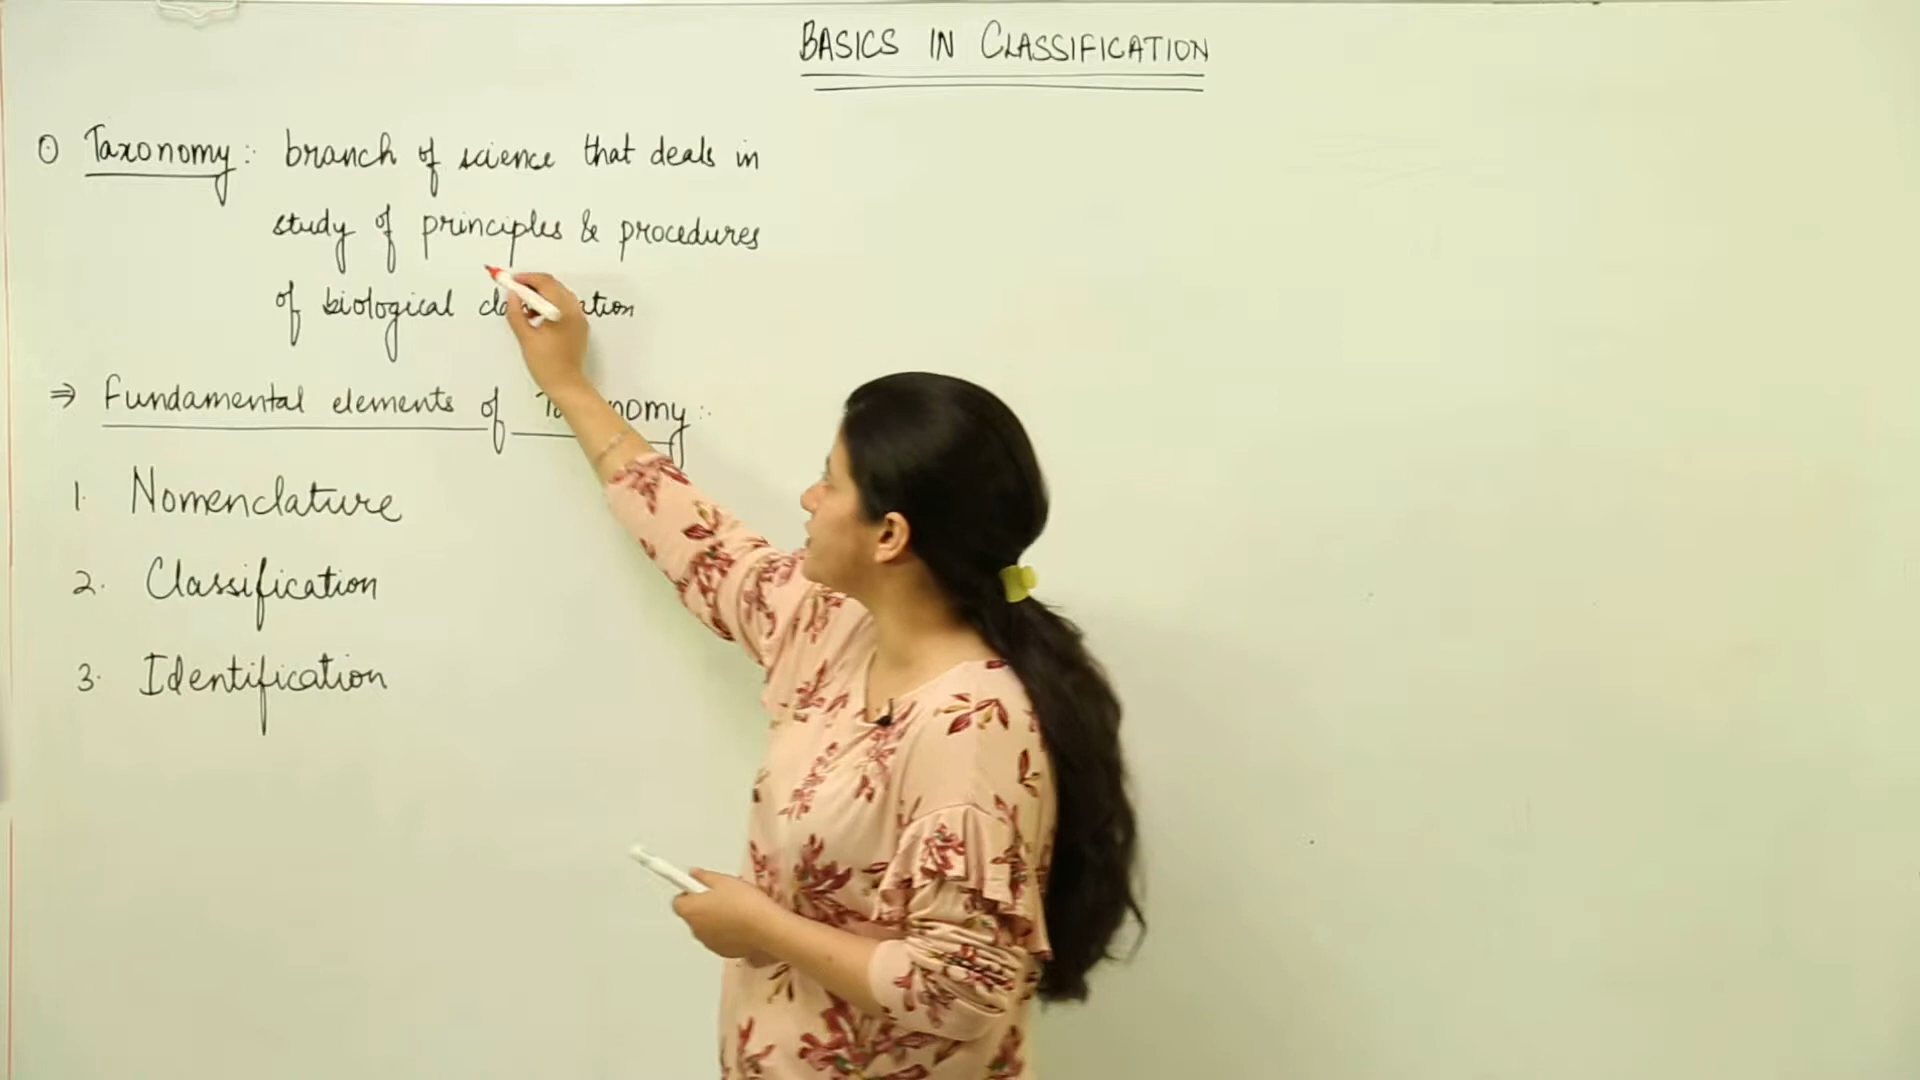 BASICS IN CLASSIFICATION
⊙ Taxonomy: branch of science that deals in
study of principles & procedures
of biological
⇒ Fundamental elements of Taxonomy:
1. Nomenclature
2. Classification
3. Identification